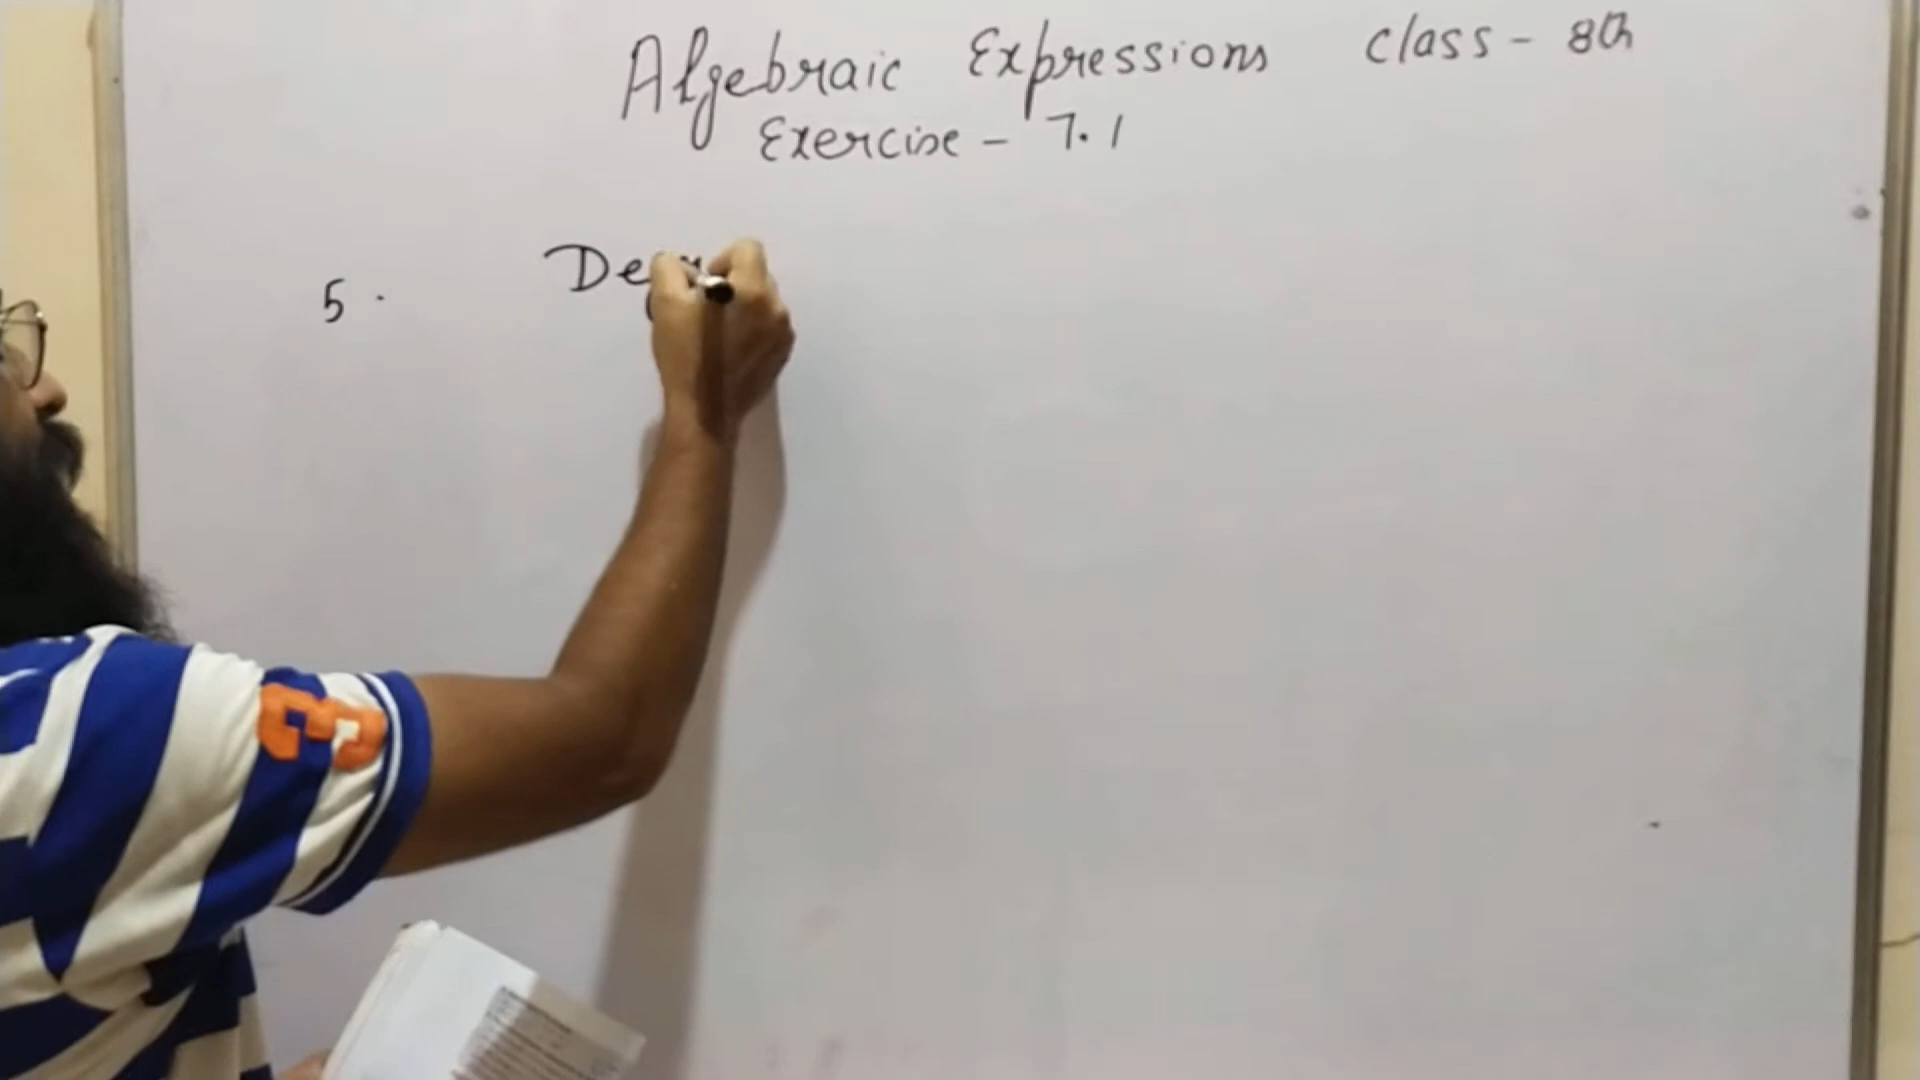 Algebraic Expressions class - 8th
Exercise - 7.1
5.